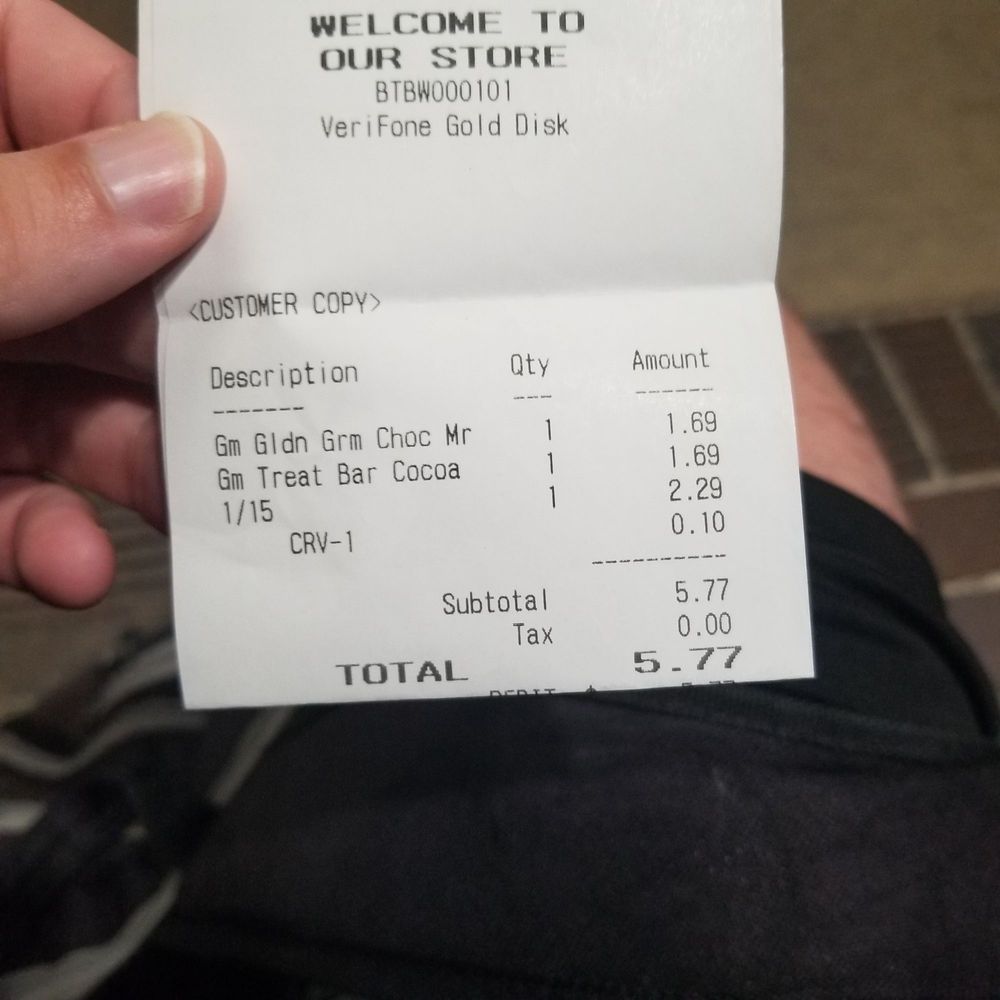 WELCOME TO
OUR STORE
BTBW000101
VeriFone Gold Disk
<CUSTOMER COPY>
Description Qty Amount
------- --- ------
Gm Gldn Grm Choc Mr 1 1.69
Gm Treat Bar Cocoa 1 1.69
1/15 1 2.29
CRV-1 0.10
----------
Subtotal 5.77
Tax 0.00
TOTAL 5.77